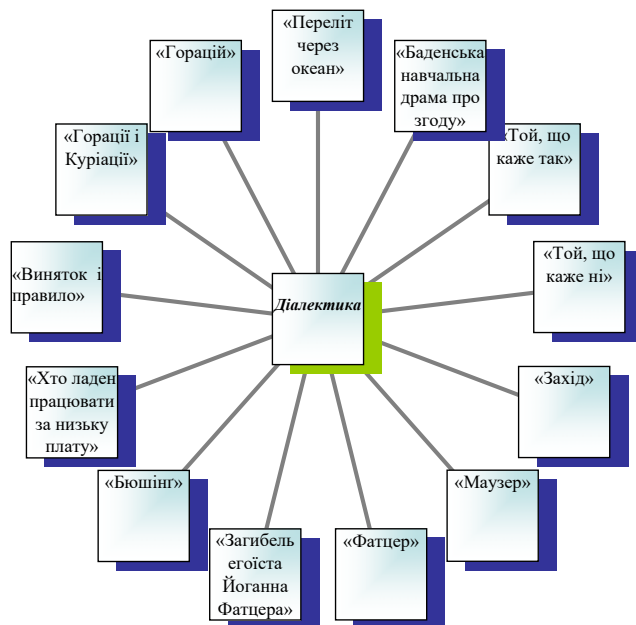 «Переліт
через
океан»
«Баденська
навчальна
драма про
згоду»
«Той, що
каже так»
«Той, що
каже ні»
«Захід»
«Маузер»
«Фатцер»
«Загибель
егоїста
Йоганна
Фатцера»
«Бюшінг»
«Хто ладен
працювати
за низьку
плату»
«Виняток і
правило»
«Горації і
Куріації»
«Горацій»
Діалектика